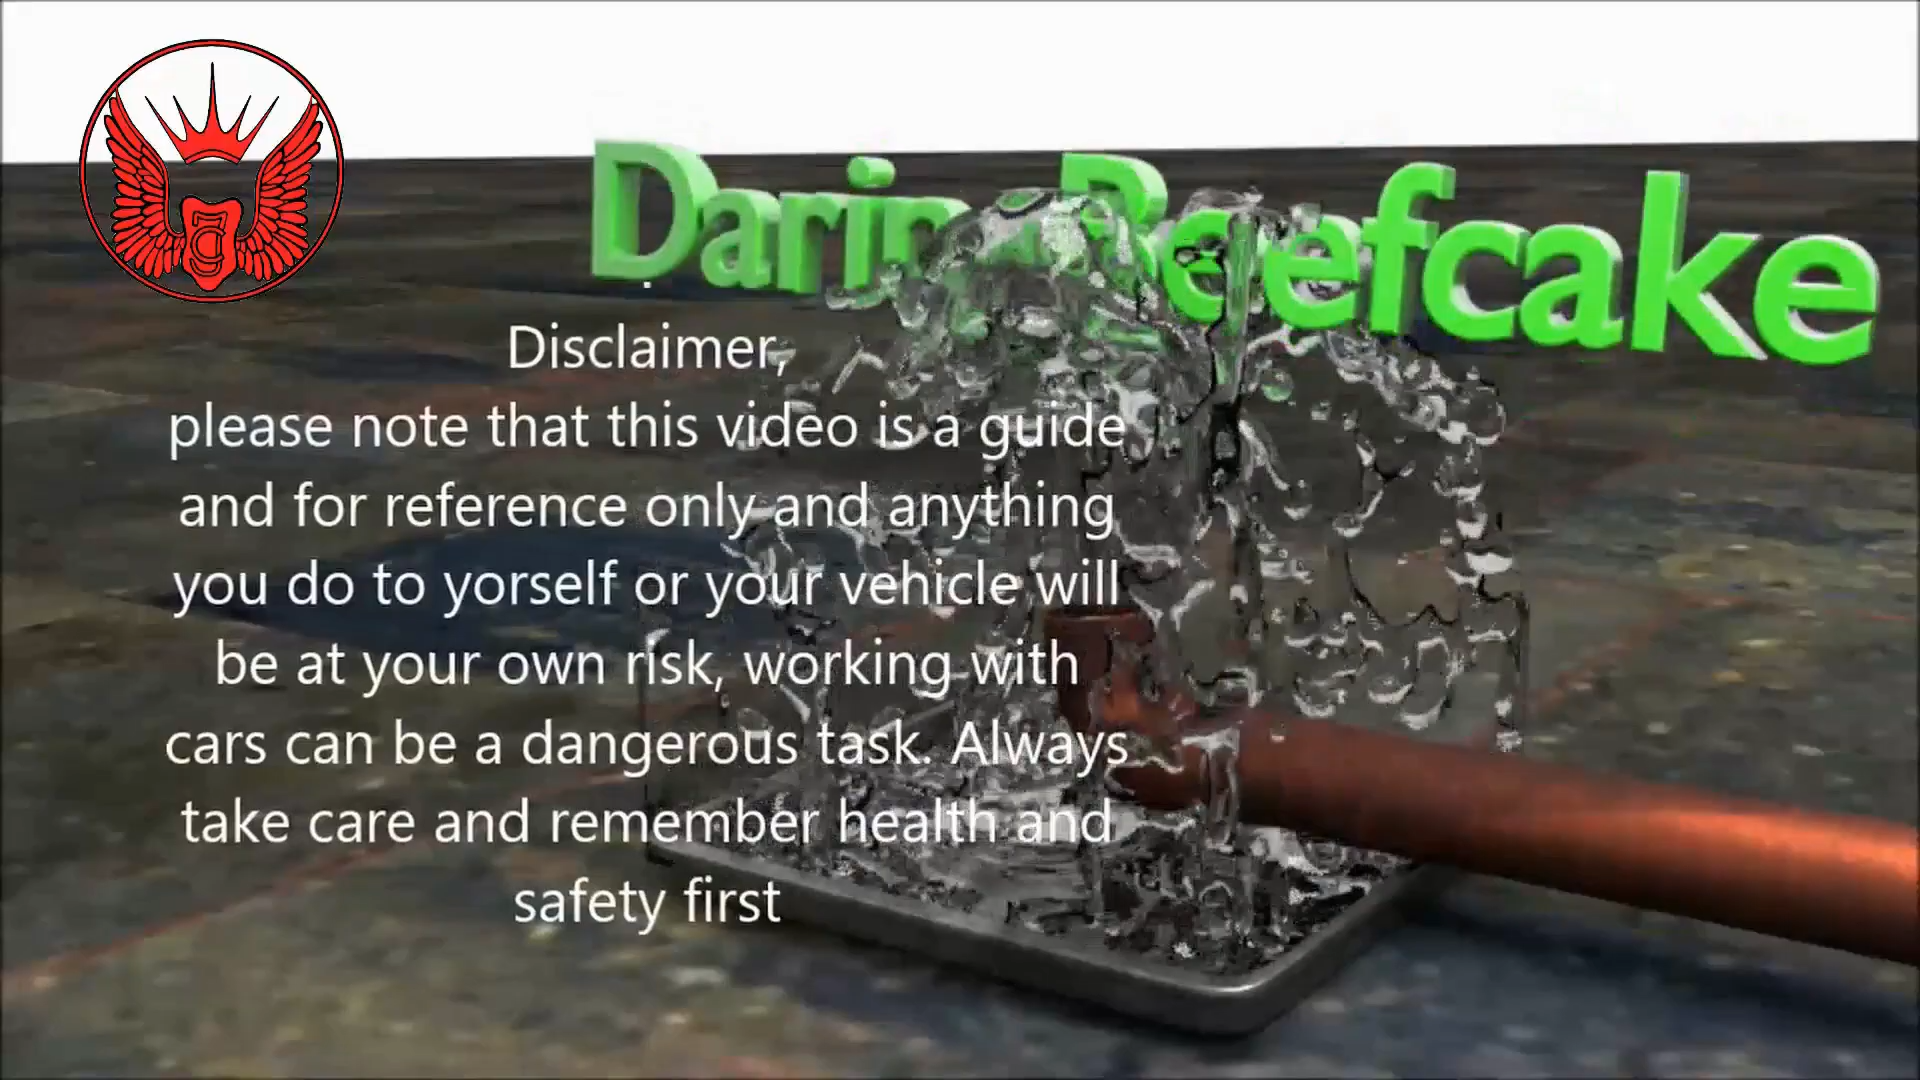 Daring Beefcake
Disclaimer,
please note that this video is a guide
and for reference only and anything
you do to yorself or your vehicle will
be at your own risk, working with
cars can be a dangerous task. Always
take care and remember health and
safety first